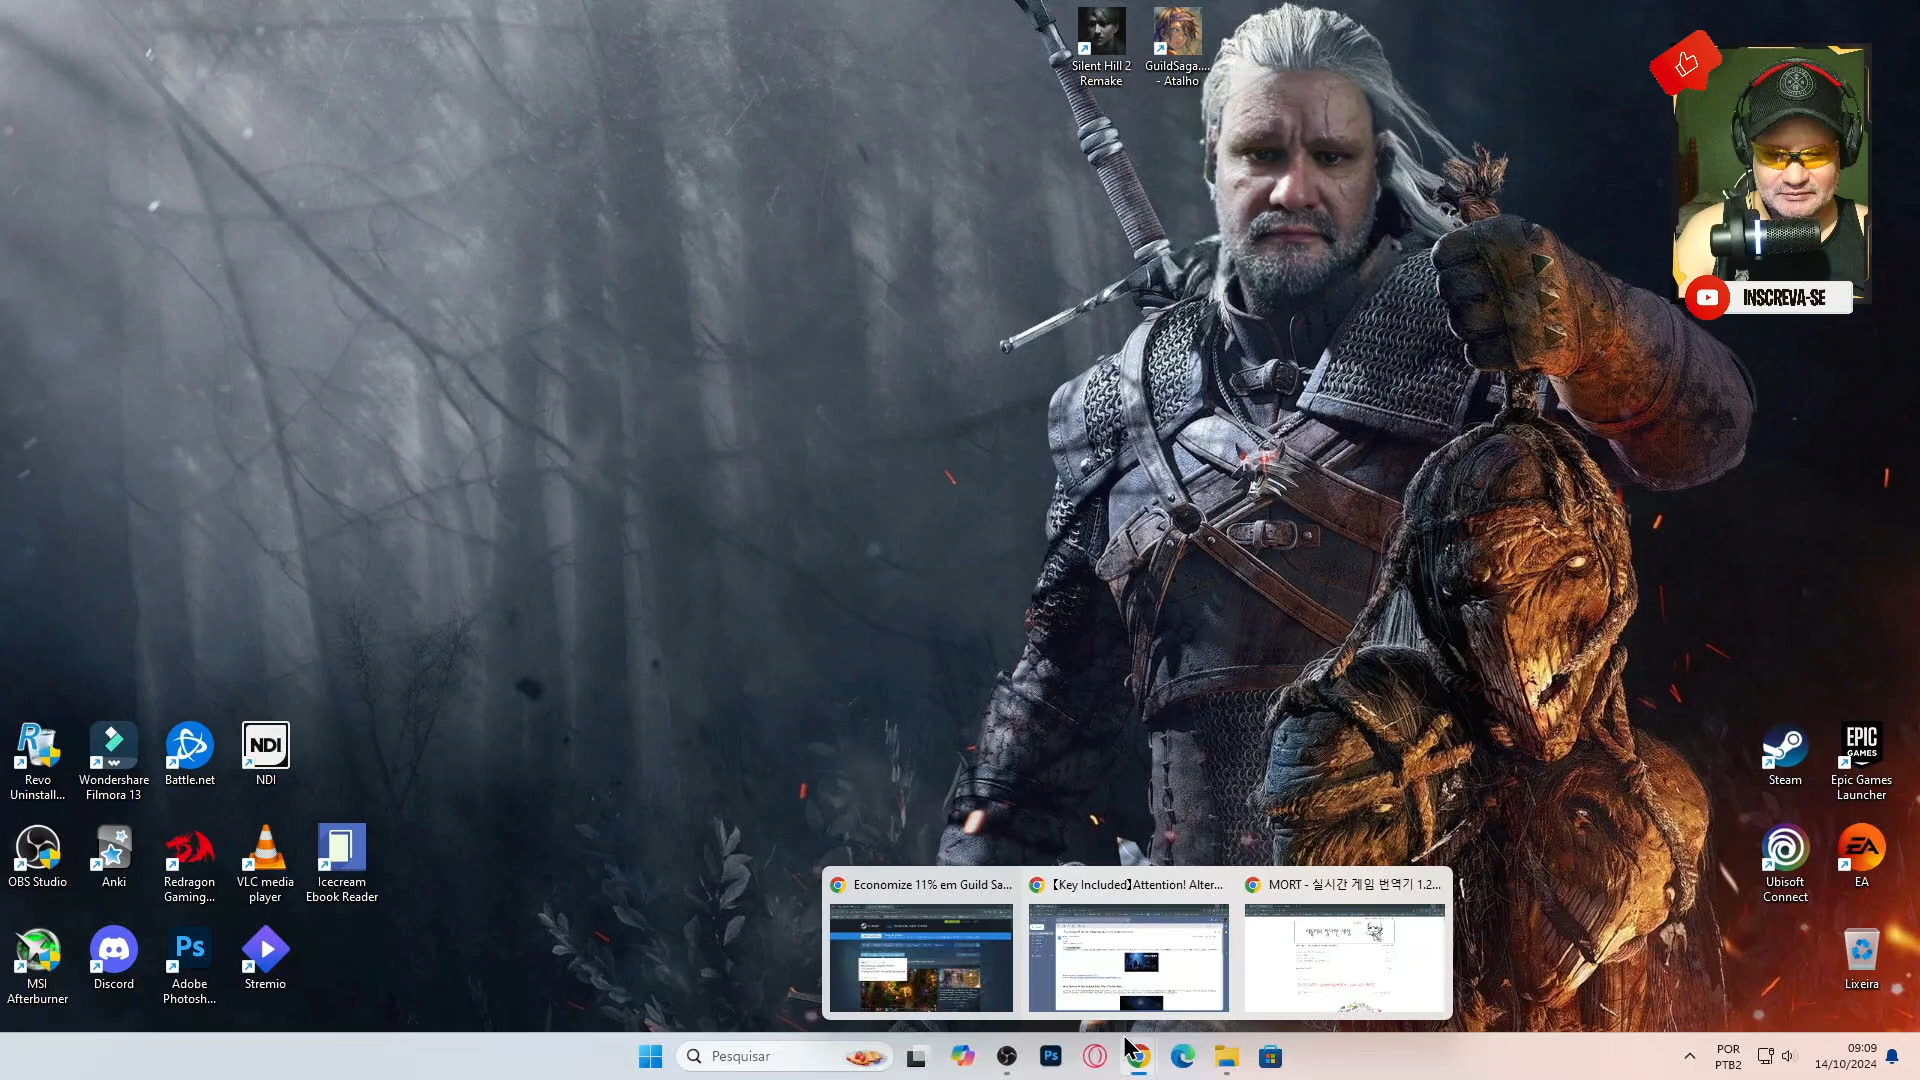 Silent Hill 2
Remake
GuildSaga....
- Atalho
INSCREVA-SE
Revo
Uninstall...
Wondershare
Filmora 13
Battle.net
NDI
NDI
Steam
EPIC
GAMES
Epic Games
Launcher
OBS Studio
Anki
Redragon
Gaming...
VLC media
player
Icecream
Ebook Reader
Ubisoft
Connect
EA
EA
MSI
Afterburner
Discord
Ps
Adobe
Photosh...
Stremio
Lixeira
Economize 11% em Guild Sa...
【Key Included】Attention! Alter...
MORT - 실시간 게임 번역기 1.2...
Pesquisar
Ps
POR
PTB2
09:09
14/10/2024